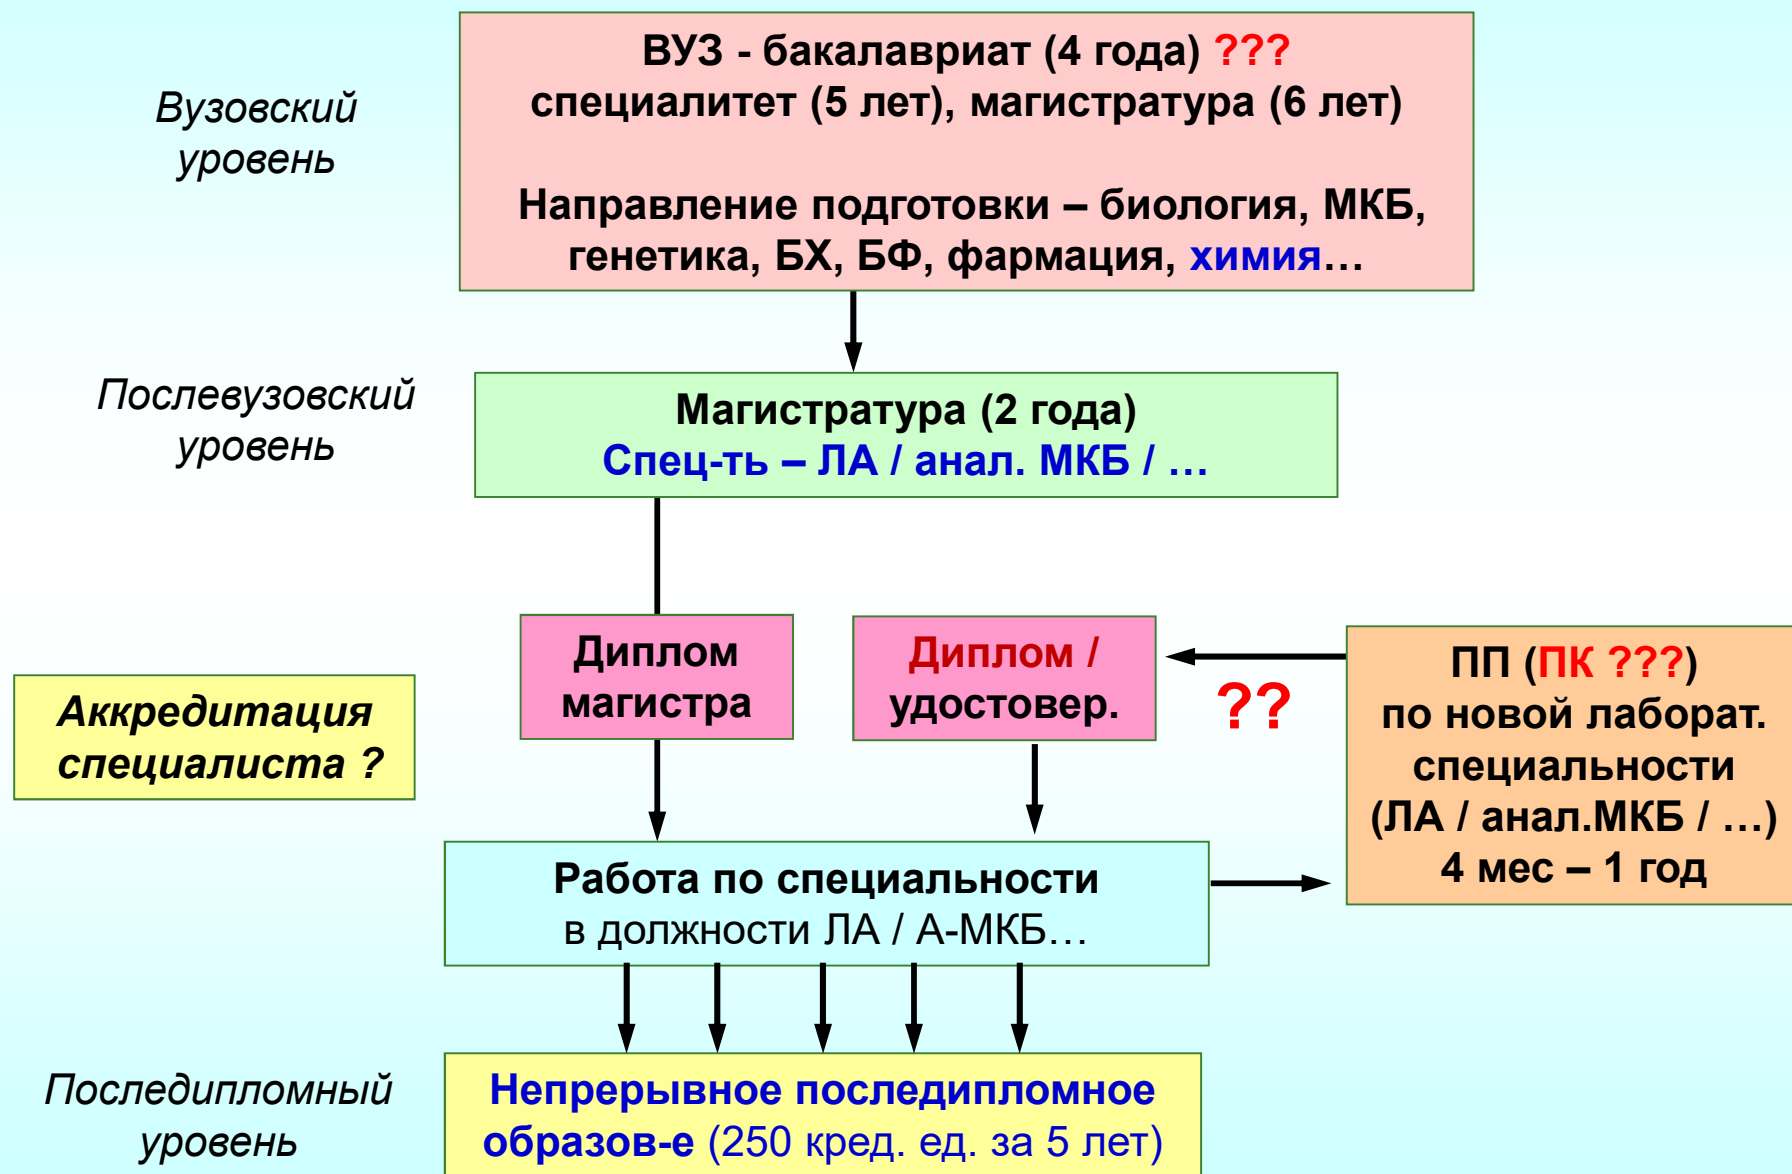 ВУЗ - бакалавриат (4 года) ???
специалитет (5 лет), магистратура (6 лет)
Направление подготовки – биология, МКБ,
генетика, БХ, БФ, фармация, химия…
Вузовский
уровень
Послевузовский
уровень
Магистратура (2 года)
Спец-ть – ЛА / анал. МКБ / …
Аккредитация
специалиста ?
Диплом
магистра
Диплом /
удостовер.
??
ПП (ПК ???)
по новой лаборат.
специальности
(ЛА / анал.МКБ / …)
4 мес – 1 год
Работа по специальности
в должности ЛА / А-МКБ…
Последипломный
уровень
Непрерывное последипломное
образов-е (250 кред. ед. за 5 лет)